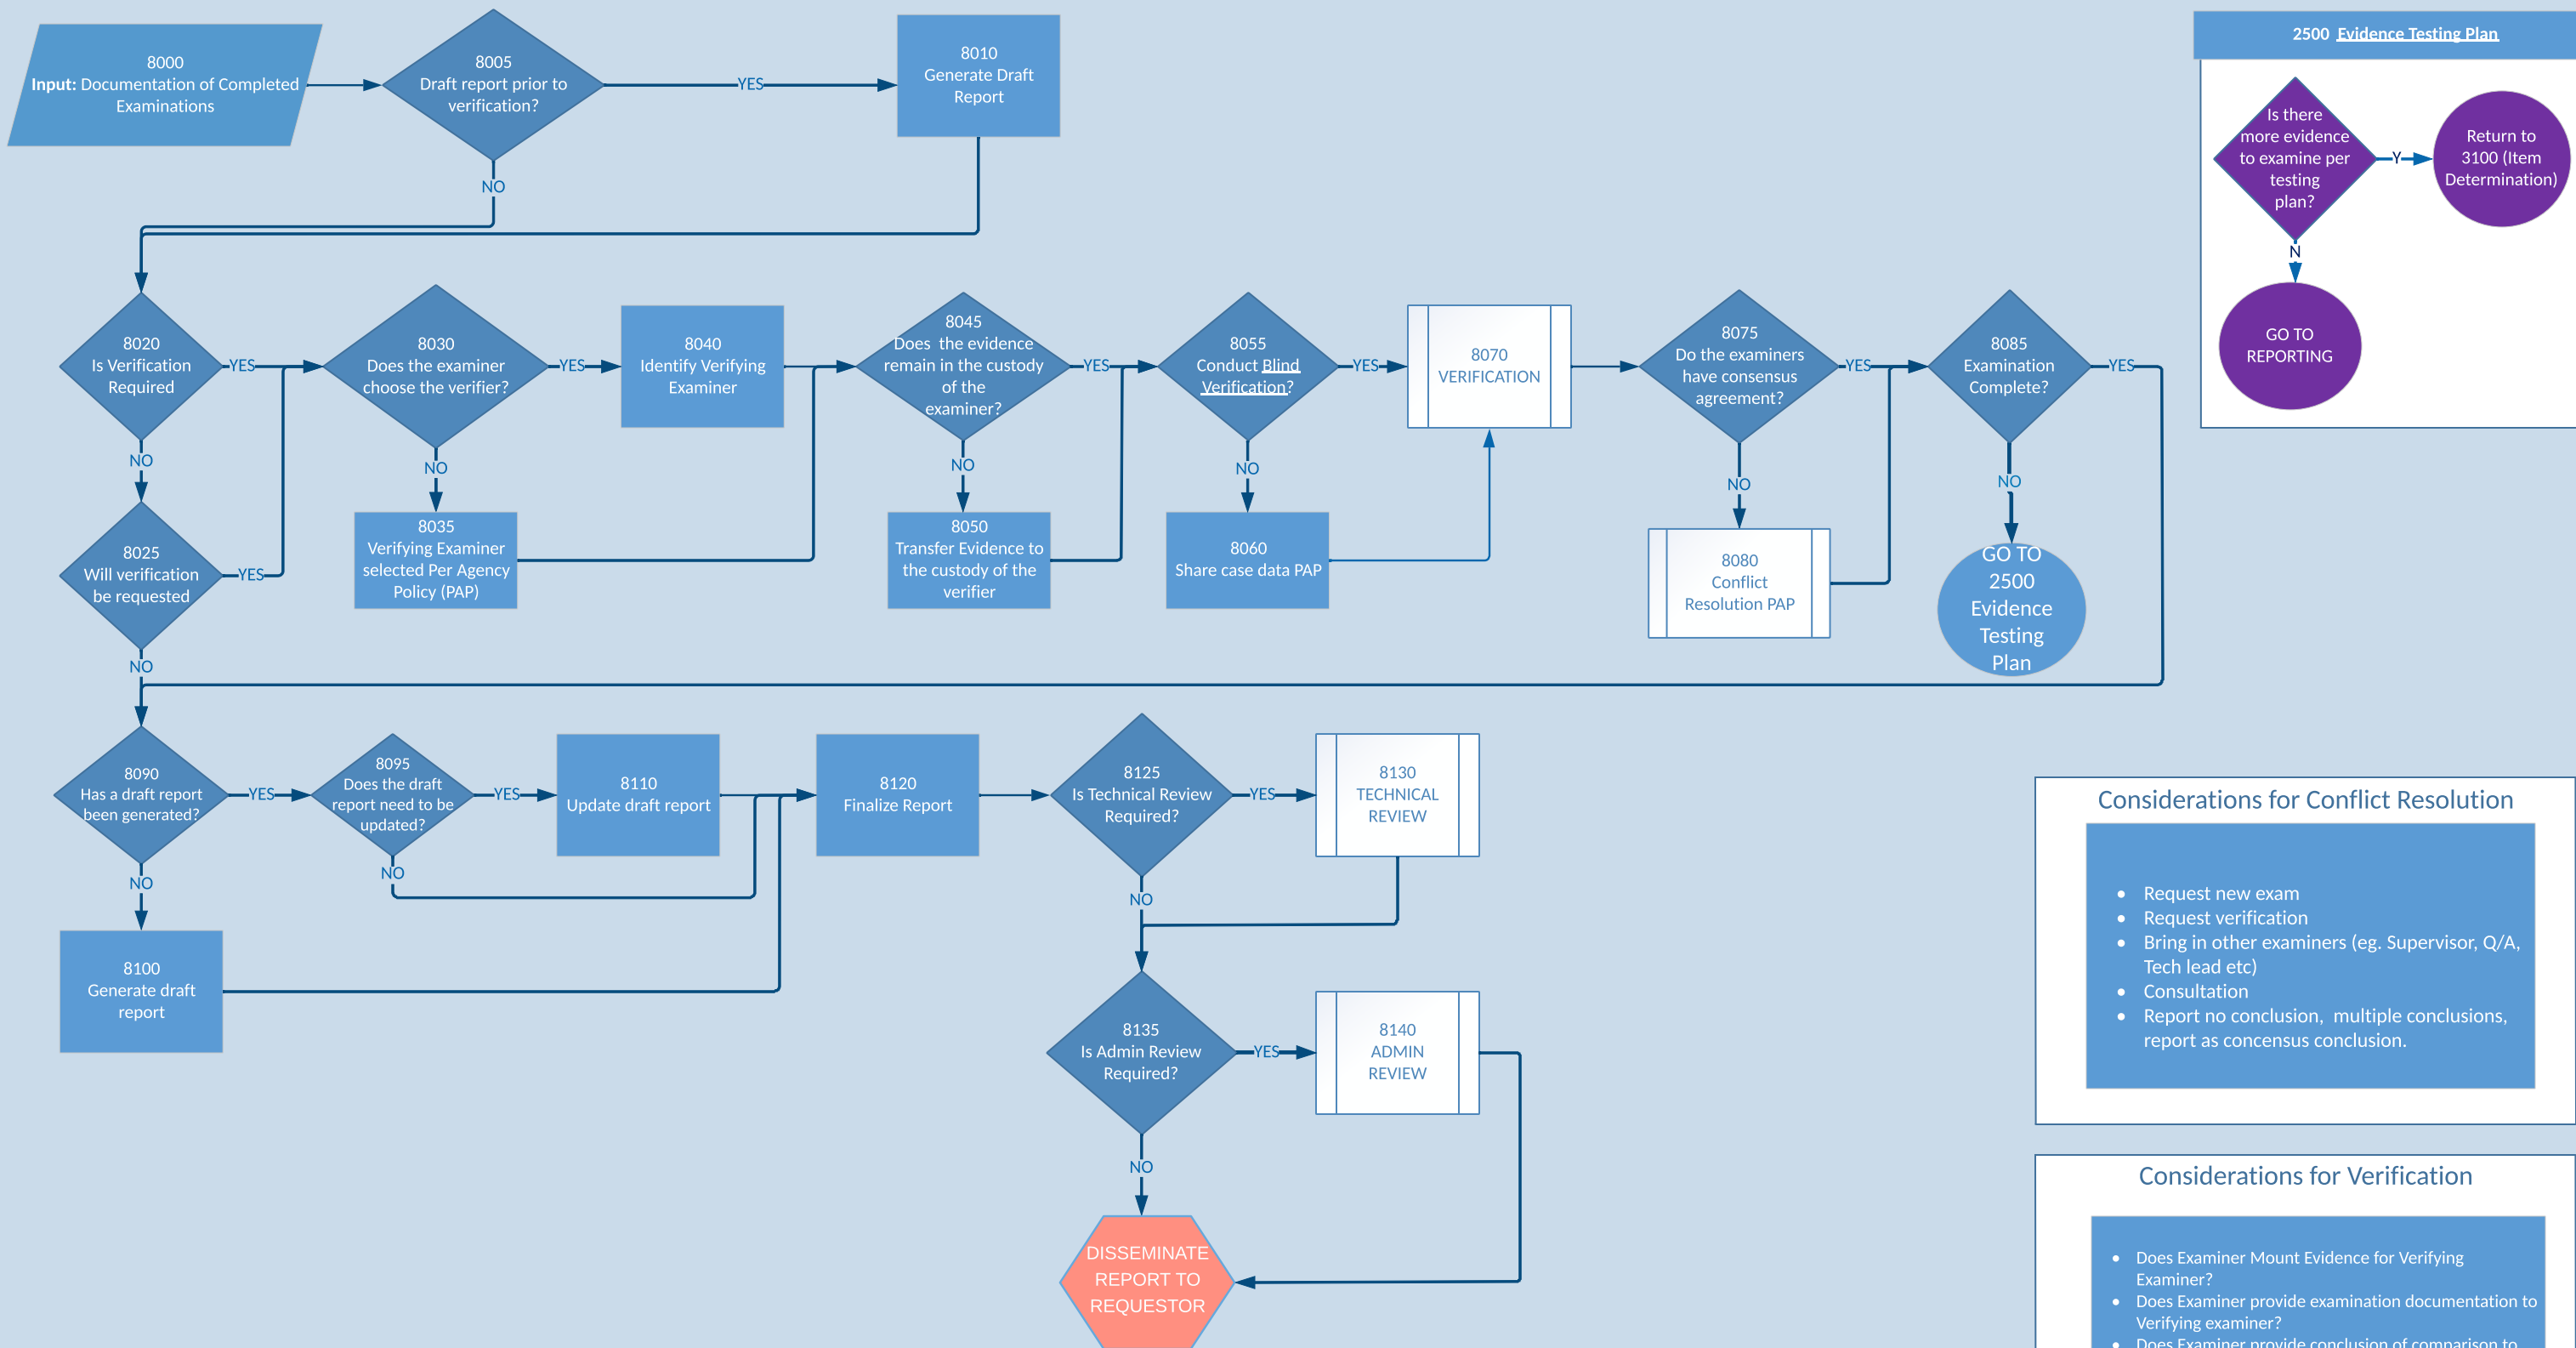 8000
Input: Documentation of Completed
Examinations
8005
Draft report prior to
verification?
YES
8010
Generate Draft
Report
NO
2500 Evidence Testing Plan
Is there
more evidence
to examine per
testing
plan?
Y
Return to
3100 (Item
Determination)
N
GO TO
REPORTING
8020
Is Verification
Required
YES
8030
Does the examiner
choose the verifier?
YES
8040
Identify Verifying
Examiner
8045
Does the evidence
remain in the custody
of the
examiner?
YES
8055
Conduct Blind
Verification?
YES
8070
VERIFICATION
8075
Do the examiners
have consensus
agreement?
YES
8085
Examination
Complete?
YES
NO
NO
NO
NO
NO
NO
8025
Will verification
be requested
YES
8035
Verifying Examiner
selected Per Agency
Policy (PAP)
8050
Transfer Evidence to
the custody of the
verifier
8060
Share case data PAP
8080
Conflict
Resolution PAP
GO TO
2500
Evidence
Testing
Plan
NO
8090
Has a draft report
been generated?
YES
8095
Does the draft
report need to be
updated?
YES
8110
Update draft report
8120
Finalize Report
8125
Is Technical Review
Required?
YES
8130
TECHNICAL
REVIEW
NO
NO
NO
8100
Generate draft
report
8135
Is Admin Review
Required?
YES
8140
ADMIN
REVIEW
NO
DISSEMINATE
REPORT TO
REQUESTOR
Considerations for Conflict Resolution
• Request new exam
• Request verification
• Bring in other examiners (eg. Supervisor, Q/A,
Tech lead etc)
• Consultation
• Report no conclusion, multiple conclusions,
report as concensus conclusion.
Considerations for Verification
• Does Examiner Mount Evidence for Verifying
Examiner?
• Does Examiner provide examination documentation to
Verifying examiner?
• Does Examiner provide conclusion of comparison to